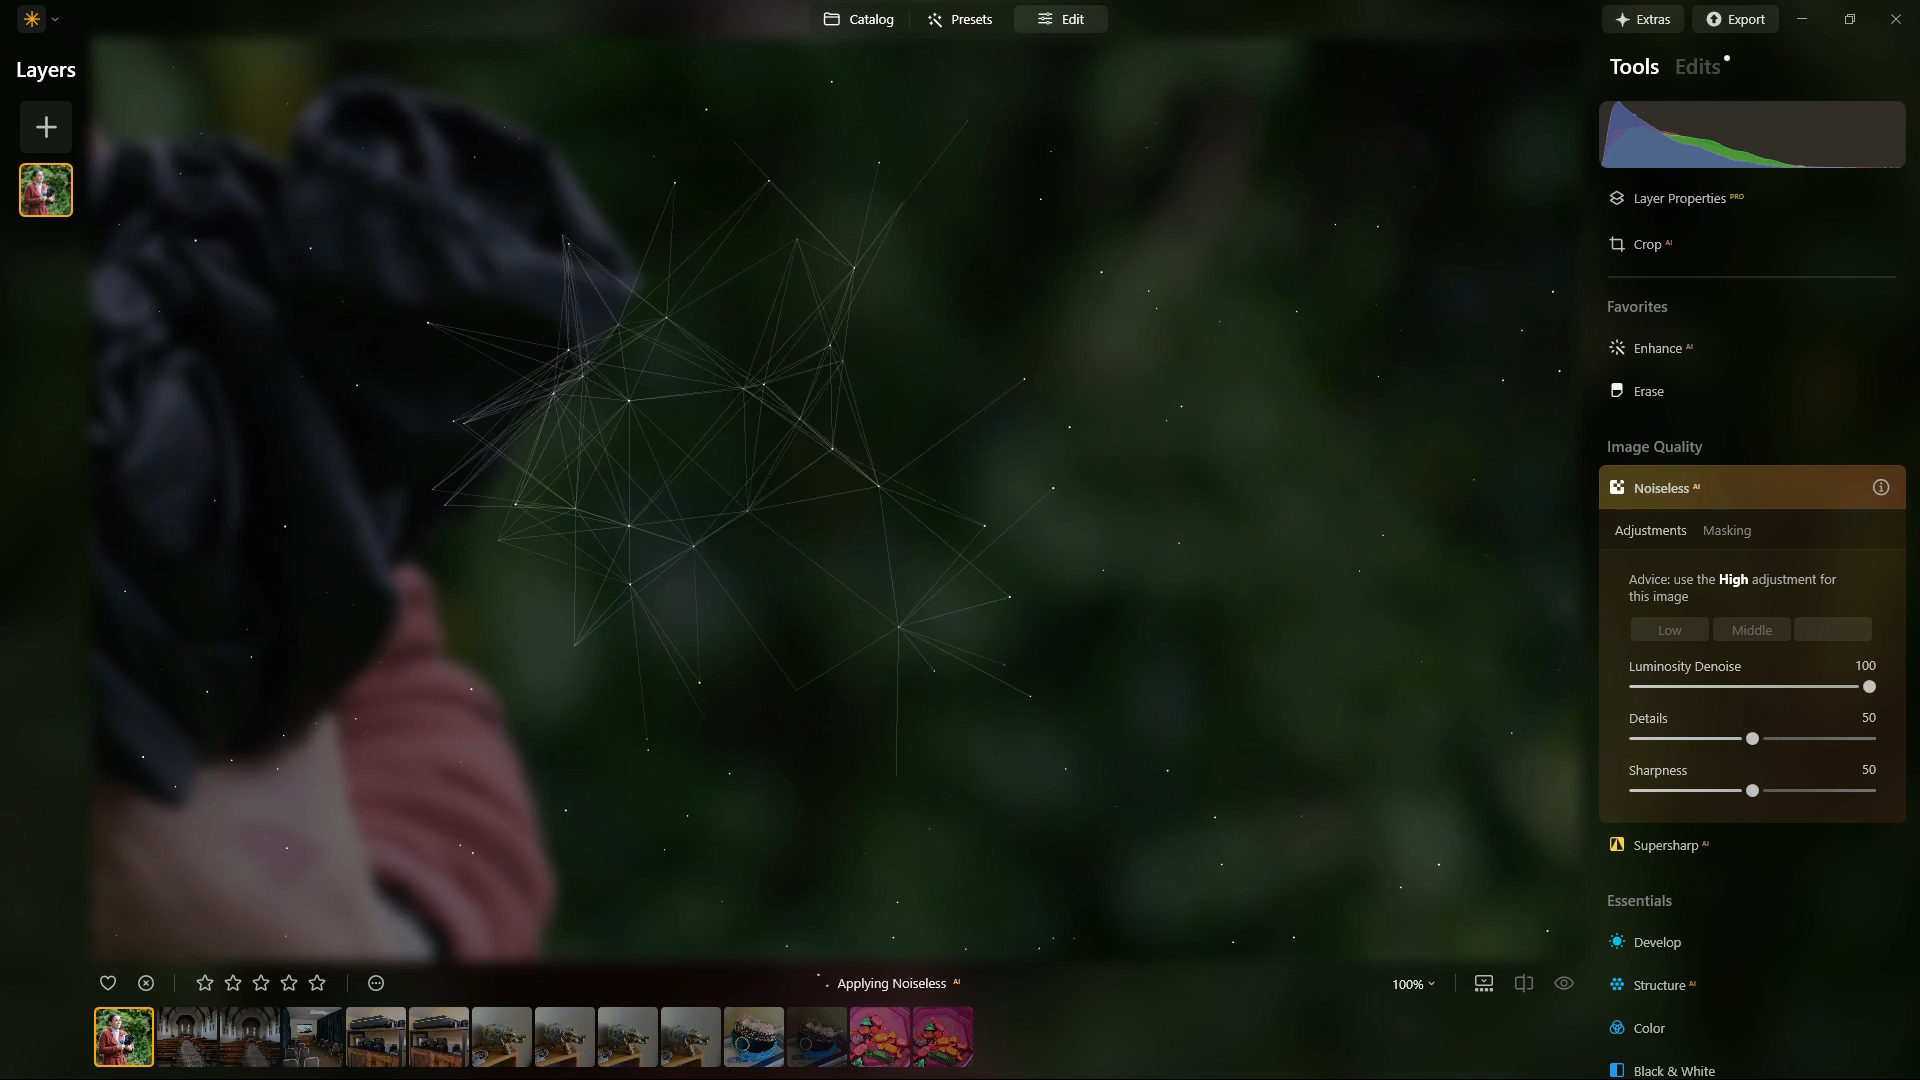 Catalog
Presets
Edit
Extras
Export
Layers
Tools Edits
Layer Properties PRO
Crop AI
Favorites
Enhance AI
Erase
Image Quality
Noiseless AI
Adjustments Masking
Advice: use the High adjustment for
this image
Low Middle
Luminosity Denoise 100
Details 50
Sharpness 50
Supersharp AI
Essentials
Develop
Structure AI
Color
Black & White
Applying Noiseless AI
100%